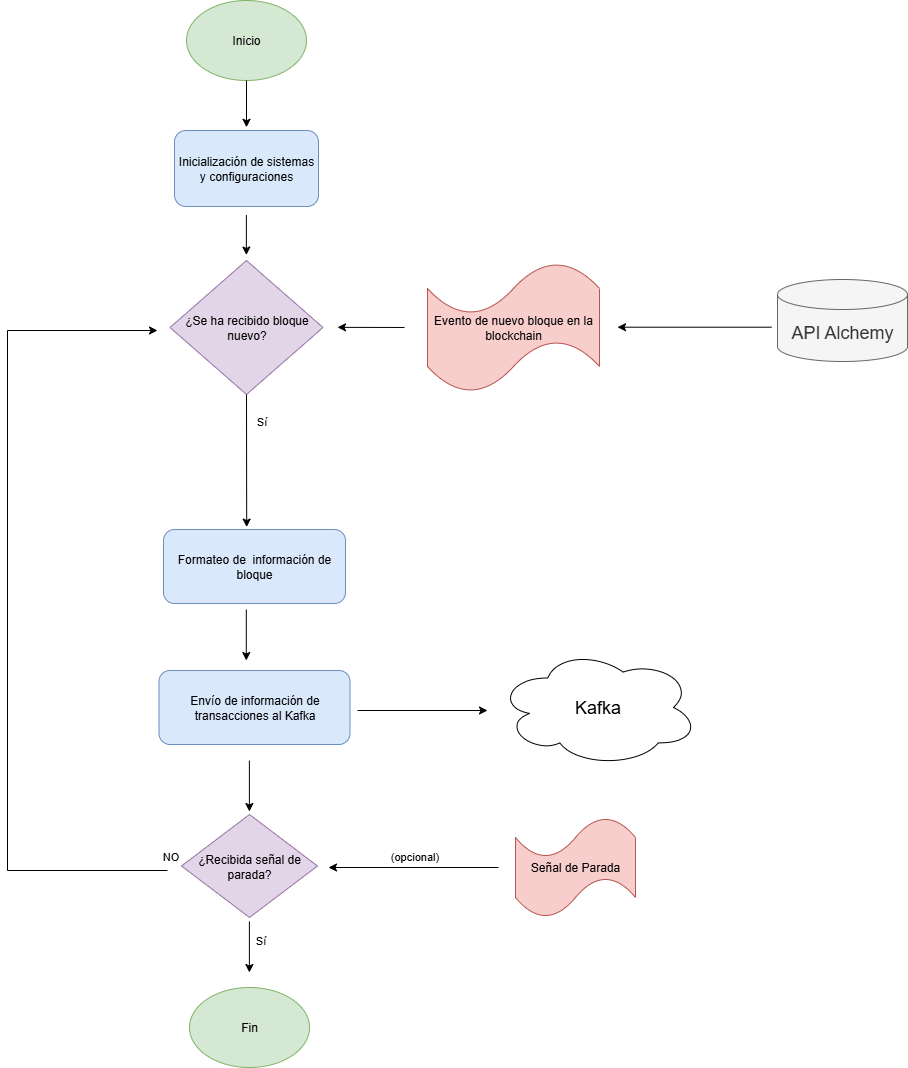 Inicio
Inicialización de sistemas
y configuraciones
¿Se ha recibido bloque
nuevo?
Evento de nuevo bloque en la
blockchain
API Alchemy
Sí
Formateo de información de
bloque
Envío de información de
transacciones al Kafka
Kafka
NO
¿Recibida señal de
parada?
(opcional)
Señal de Parada
Sí
Fin